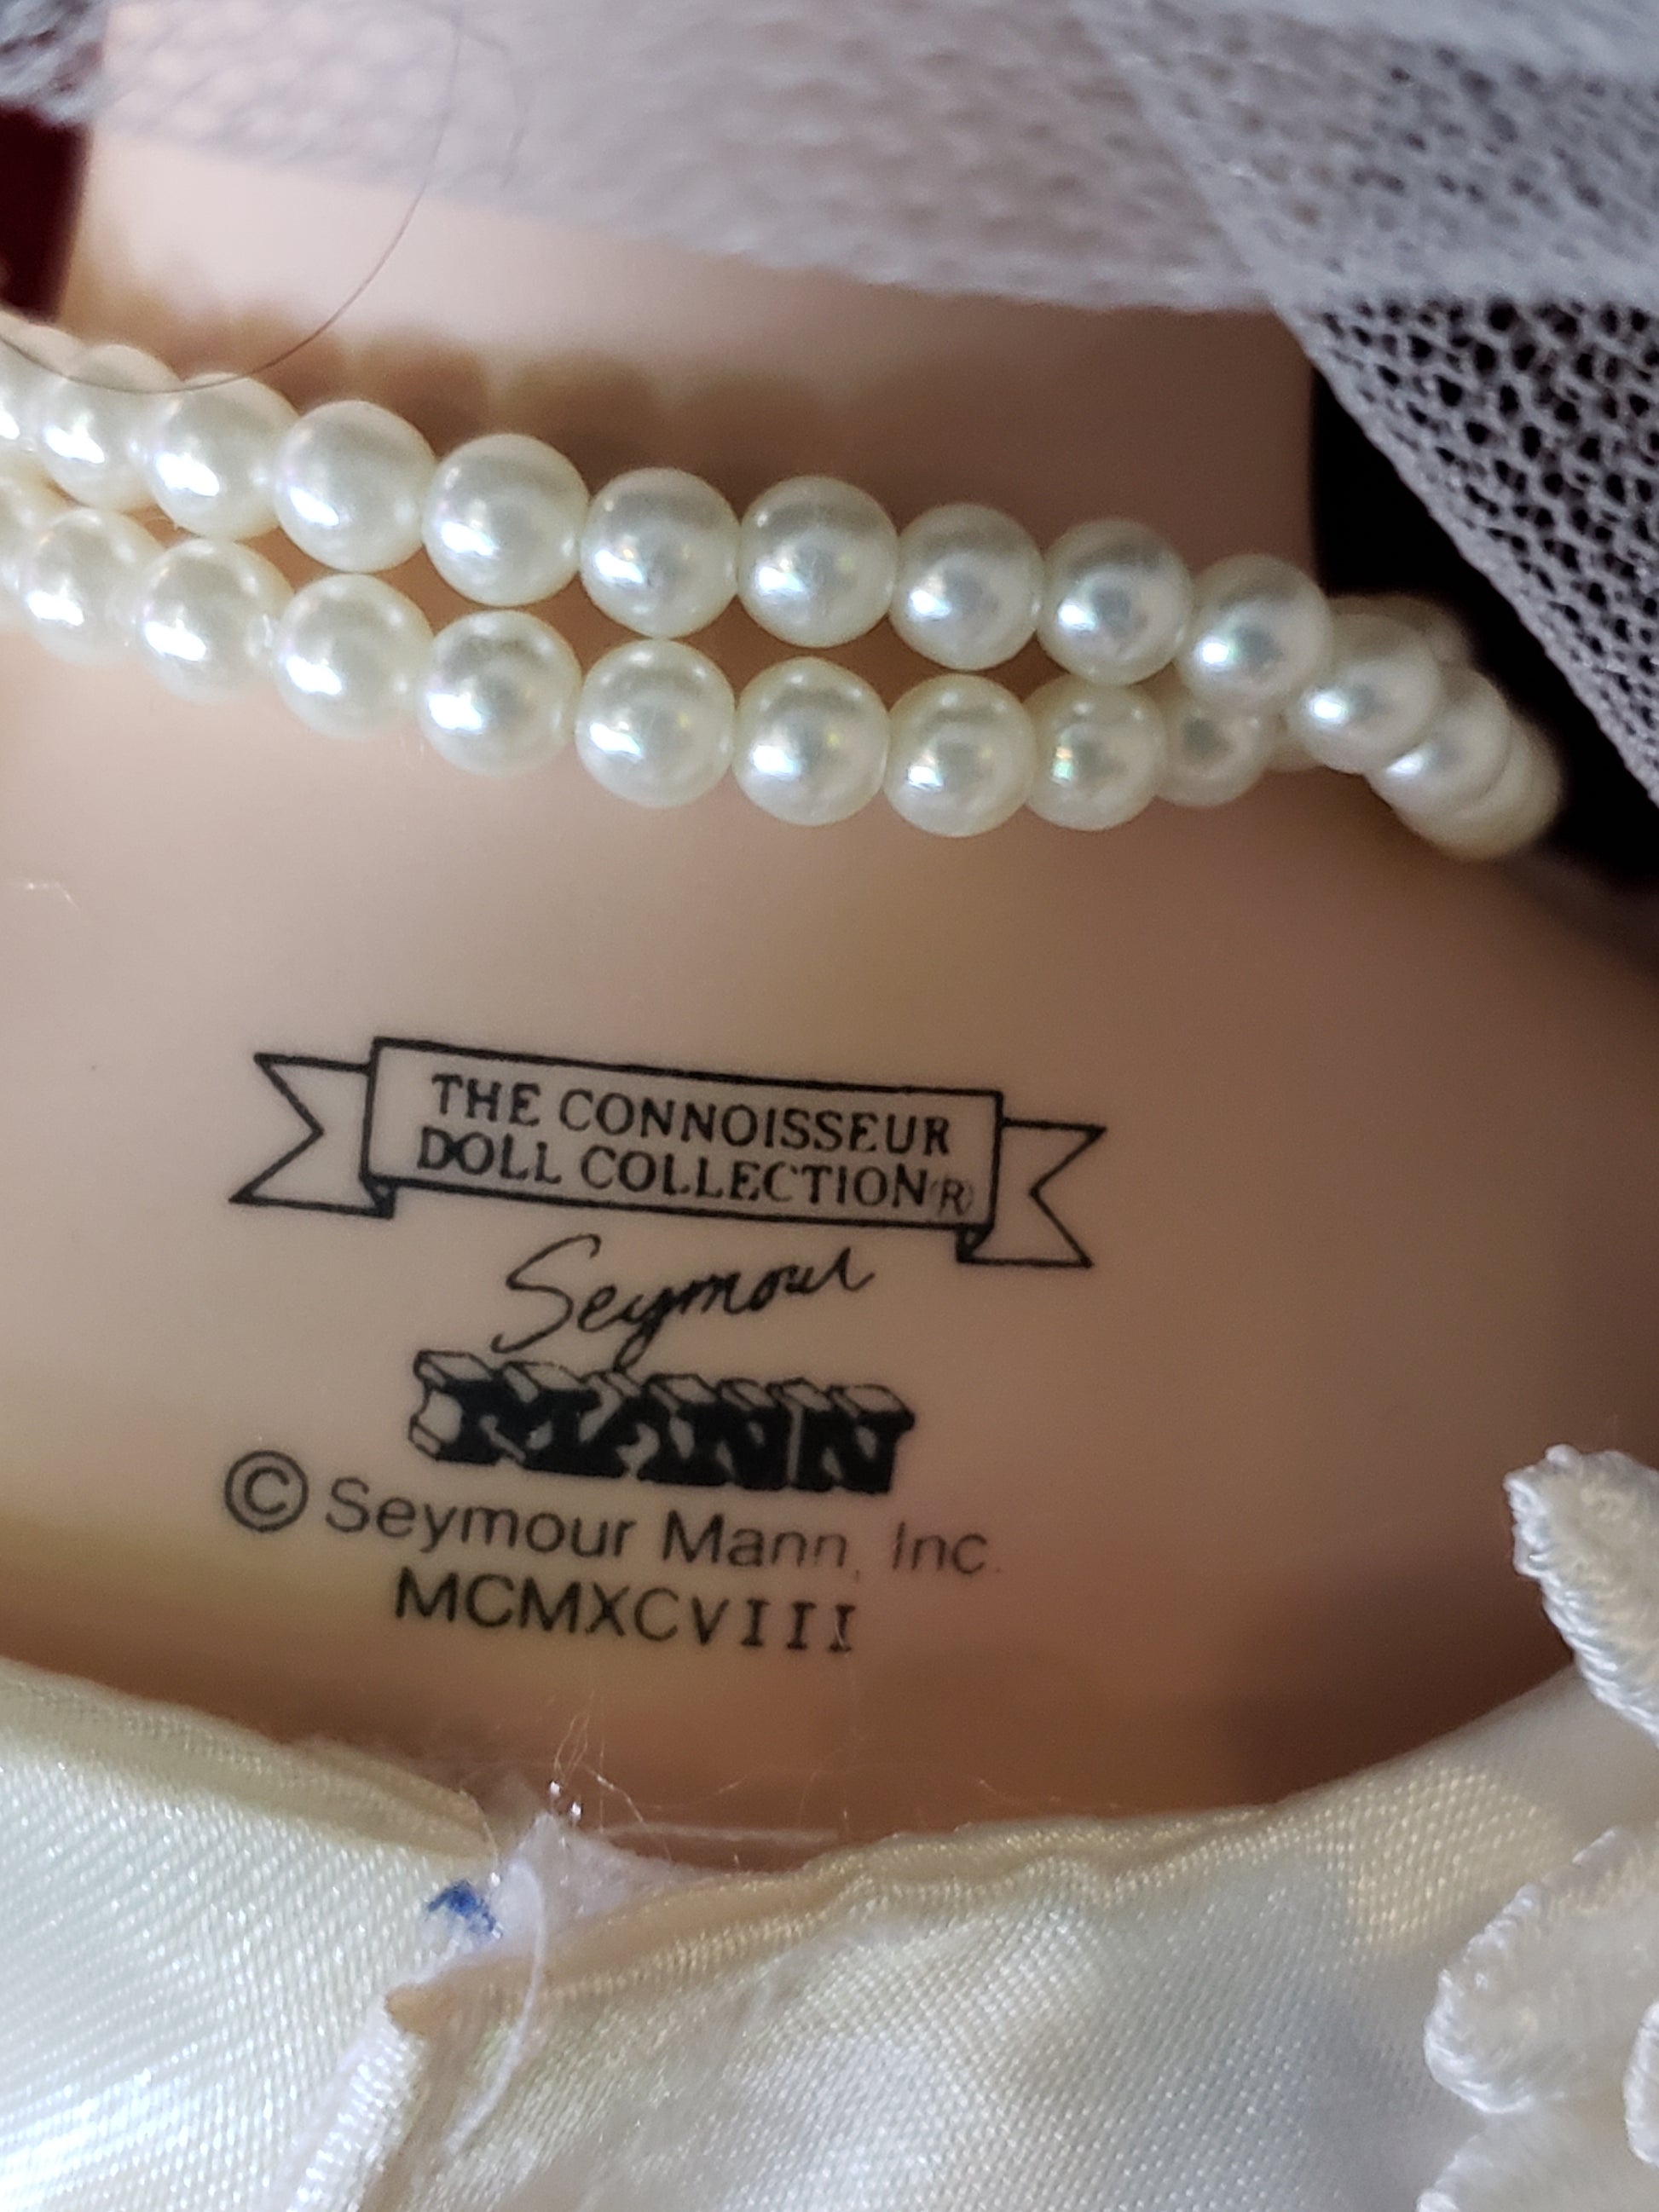 THE CONNOISSEUR
DOLL COLLECTION(R)
Seymour
MANN
© Seymour Mann, Inc.
MCMXCVIII